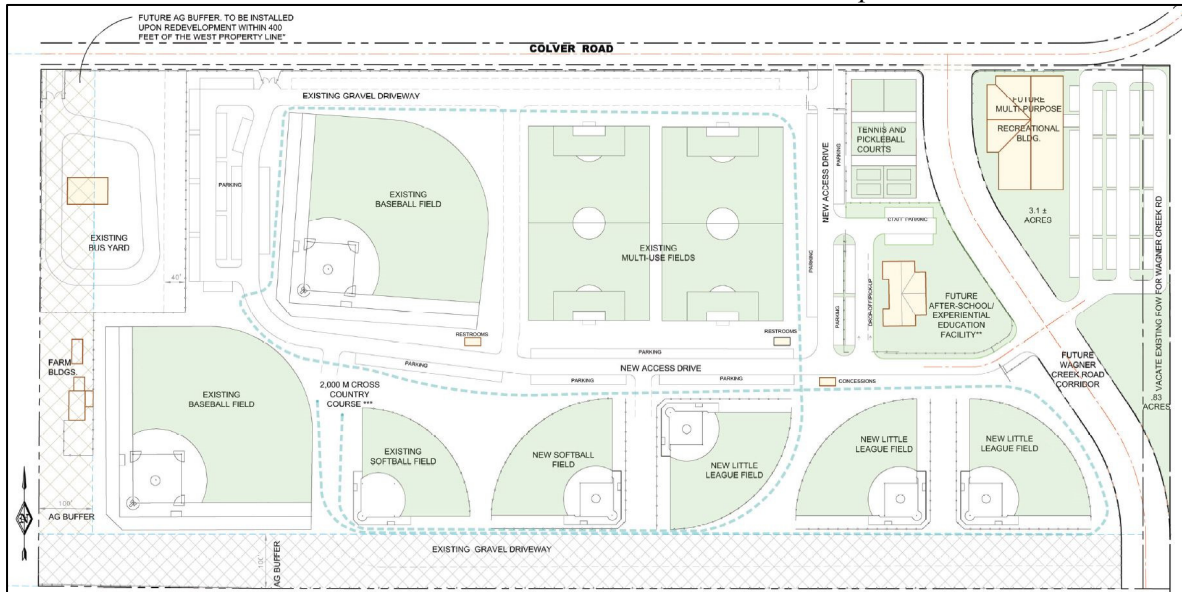 FUTURE AG BUFFER. TO BE INSTALLED
UPON REDEVELOPMENT WITHIN 400
FEET OF THE WEST PROPERTY LINE*
COLVER ROAD
EXISTING GRAVEL DRIVEWAY
PARKING
EXISTING
BUS YARD
40'
EXISTING
BASEBALL FIELD
EXISTING
MULTI-USE FIELDS
RESTROOMS
RESTROOMS
NEW ACCESS DRIVE
PARKING
PARKING
TENNIS AND
PICKLEBALL
COURTS
STAFF PARKING
PARKING
DROP-OFF/PICK-UP
FUTURE
AFTER-SCHOOL/
EXPERIENTIAL
EDUCATION
FACILITY**
FUTURE
MULTI-PURPOSE
RECREATIONAL
BLDG.
3.1 ±
ACRES
VACATE EXISTING ROW FOR WAGNER CREEK RD
.83
ACRES
FUTURE
WAGNER
CREEK ROAD
CORRIDOR
PARKING
PARKING
NEW ACCESS DRIVE
PARKING
PARKING
CONCESSIONS
FARM
BLDGS.
EXISTING
BASEBALL FIELD
2,000 M CROSS
COUNTRY
COURSE ***
EXISTING
SOFTBALL FIELD
NEW SOFTBALL
FIELD
NEW LITTLE
LEAGUE FIELD
NEW LITTLE
LEAGUE FIELD
NEW LITTLE
LEAGUE FIELD
100'
AG BUFFER
100'
AG BUFFER
EXISTING GRAVEL DRIVEWAY